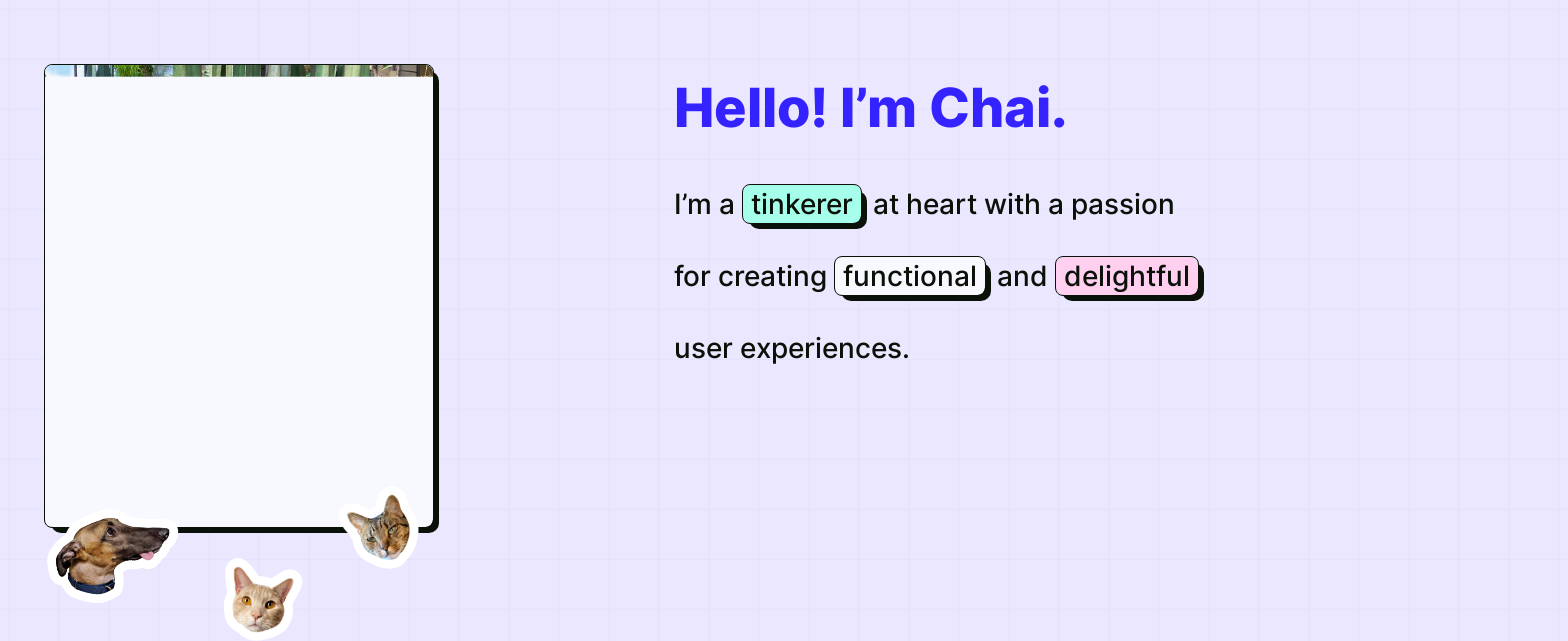 Hello! I’m Chai.
I’m a tinkerer at heart with a passion
for creating functional and delightful
user experiences.